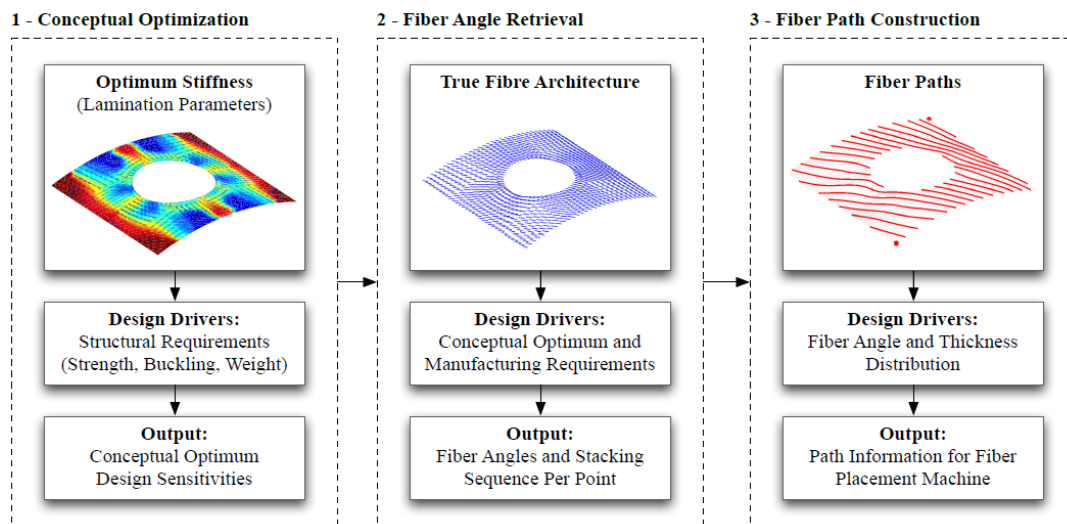 1 - Conceptual Optimization
Optimum Stiffness
(Lamination Parameters)
Design Drivers:
Structural Requirements
(Strength, Buckling, Weight)
Output:
Conceptual Optimum
Design Sensitivities
2 - Fiber Angle Retrieval
True Fibre Architecture
Design Drivers:
Conceptual Optimum and
Manufacturing Requirements
Output:
Fiber Angles and Stacking
Sequence Per Point
3 - Fiber Path Construction
Fiber Paths
Design Drivers:
Fiber Angle and Thickness
Distribution
Output:
Path Information for Fiber
Placement Machine